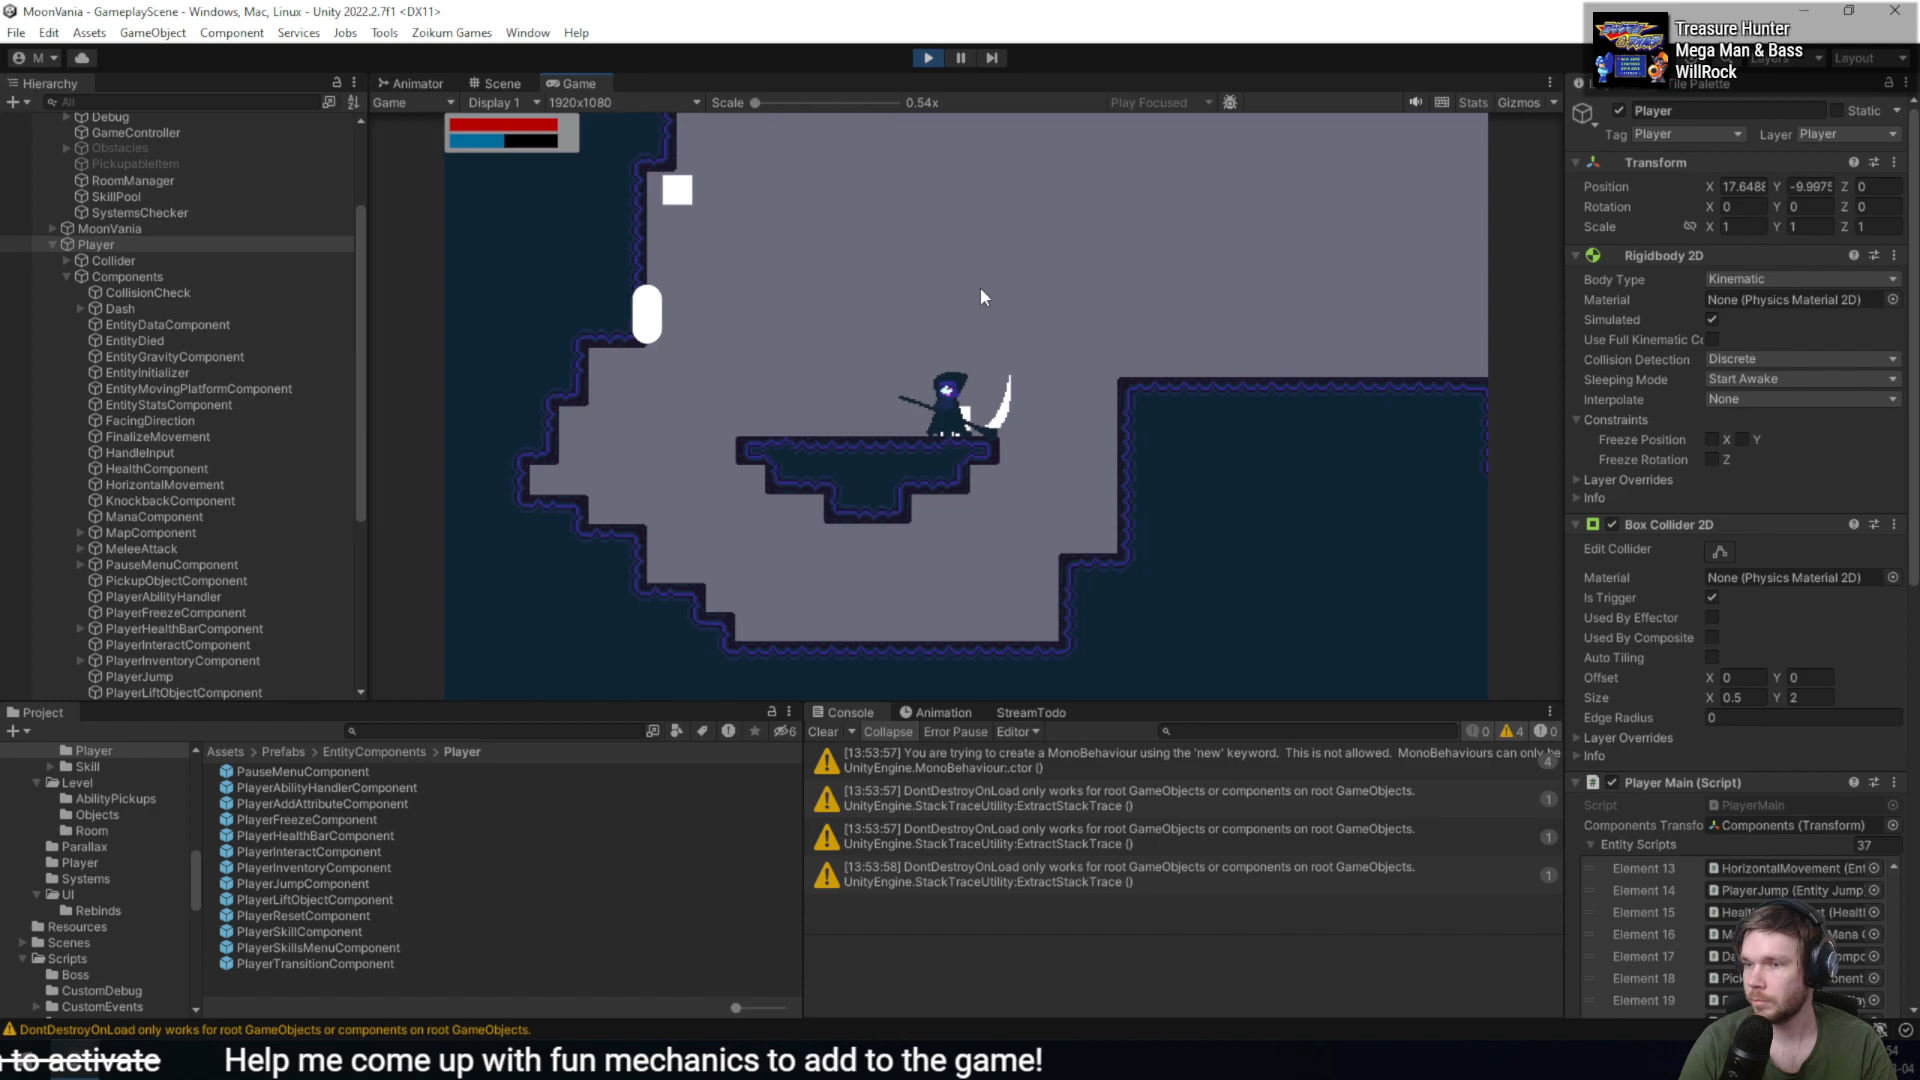 MoonVania - GameplayScene - Windows, Mac, Linux - Unity 2022.2.7f1 <DX11>
File Edit Assets GameObject Component Services Jobs Tools Zoikum Games Window Help
Treasure Hunter
Mega Man & Bass
WillRock
M
Layers Layout
Hierarchy
Animator Scene Game
Tile Palette
All
Game Display 1 1920x1080 Scale 0.54x Play Focused Stats Gizmos
Debug
GameController
Obstacles
PickupableItem
RoomManager
SkillPool
SystemsChecker
MoonVania
Player
Collider
Components
CollisionCheck
Dash
EntityDataComponent
EntityDied
EntityGravityComponent
EntityInitializer
EntityMovingPlatformComponent
EntityStatsComponent
FacingDirection
FinalizeMovement
HandleInput
HealthComponent
HorizontalMovement
KnockbackComponent
ManaComponent
MapComponent
MeleeAttack
PauseMenuComponent
PickupObjectComponent
PlayerAbilityHandler
PlayerFreezeComponent
PlayerHealthBarComponent
PlayerInteractComponent
PlayerInventoryComponent
PlayerJump
PlayerLiftObjectComponent
Player Static
Tag Player Layer Player
Transform
Position X 17.648 Y -9.997 Z 0
Rotation X 0 Y 0 Z 0
Scale X 1 Y 1 Z 1
Rigidbody 2D
Body Type Kinematic
Material None (Physics Material 2D)
Simulated
Use Full Kinematic Co
Collision Detection Discrete
Sleeping Mode Start Awake
Interpolate None
Constraints
Freeze Position X Y
Freeze Rotation Z
Layer Overrides
Info
Box Collider 2D
Edit Collider
Material None (Physics Material 2D)
Is Trigger
Used By Effector
Used By Composite
Auto Tiling
Offset X 0 Y 0
Size X 0.5 Y 2
Edge Radius 0
Layer Overrides
Info
Player Main (Script)
Script PlayerMain
Components Transfo Components (Transform)
Entity Scripts 37
Element 13 HorizontalMovement (Ent
Element 14 PlayerJump (Entity Jump
Element 15
Element 16
Element 17
Element 18
Element 19
Project
6
Player
Skill
Level
AbilityPickups
Objects
Room
Parallax
Player
Systems
UI
Rebinds
Resources
Scenes
Scripts
Boss
CustomDebug
CustomEvents
Assets > Prefabs > EntityComponents > Player
PauseMenuComponent
PlayerAbilityHandlerComponent
PlayerAddAttributeComponent
PlayerFreezeComponent
PlayerHealthBarComponent
PlayerInteractComponent
PlayerInventoryComponent
PlayerJumpComponent
PlayerLiftObjectComponent
PlayerResetComponent
PlayerSkillComponent
PlayerSkillsMenuComponent
PlayerTransitionComponent
Console Animation StreamTodo
Clear Collapse Error Pause Editor 0 4 0
[13:53:57] You are trying to create a MonoBehaviour using the 'new' keyword. This is not allowed. MonoBehaviours can only be
UnityEngine.MonoBehaviour:.ctor () 4
[13:53:57] DontDestroyOnLoad only works for root GameObjects or components on root GameObjects.
UnityEngine.StackTraceUtility:ExtractStackTrace () 1
[13:53:57] DontDestroyOnLoad only works for root GameObjects or components on root GameObjects.
UnityEngine.StackTraceUtility:ExtractStackTrace () 1
[13:53:58] DontDestroyOnLoad only works for root GameObjects or components on root GameObjects.
UnityEngine.StackTraceUtility:ExtractStackTrace () 1
DontDestroyOnLoad only works for root GameObjects or components on root GameObjects.
to activate Help me come up with fun mechanics to add to the game!